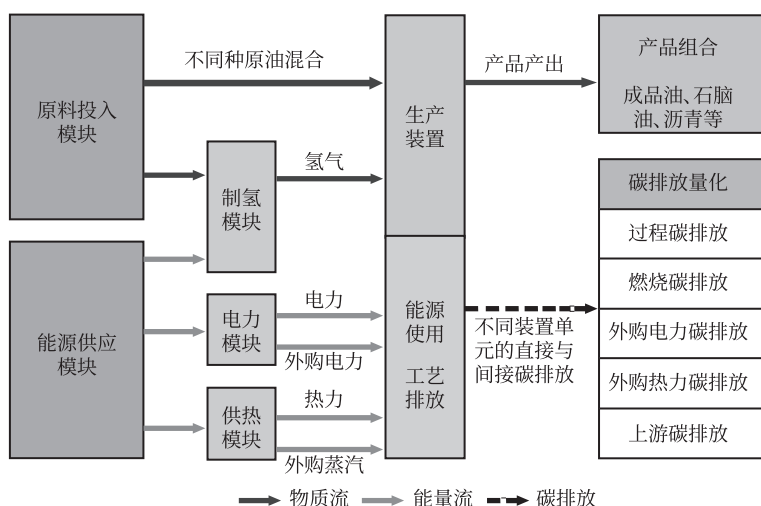 原料投入
模块
不同种原油混合
生产
装置
产品产出
产品组合
成品油、石脑
油、沥青等
制氢
模块
氢气
能源供应
模块
电力
模块
电力
外购电力
供热
模块
热力
外购蒸汽
能源
使用
工艺
排放
不同装置单
元的直接与
间接碳排放
碳排放量化
过程碳排放
燃烧碳排放
外购电力碳排放
外购热力碳排放
上游碳排放
物质流
能量流
碳排放